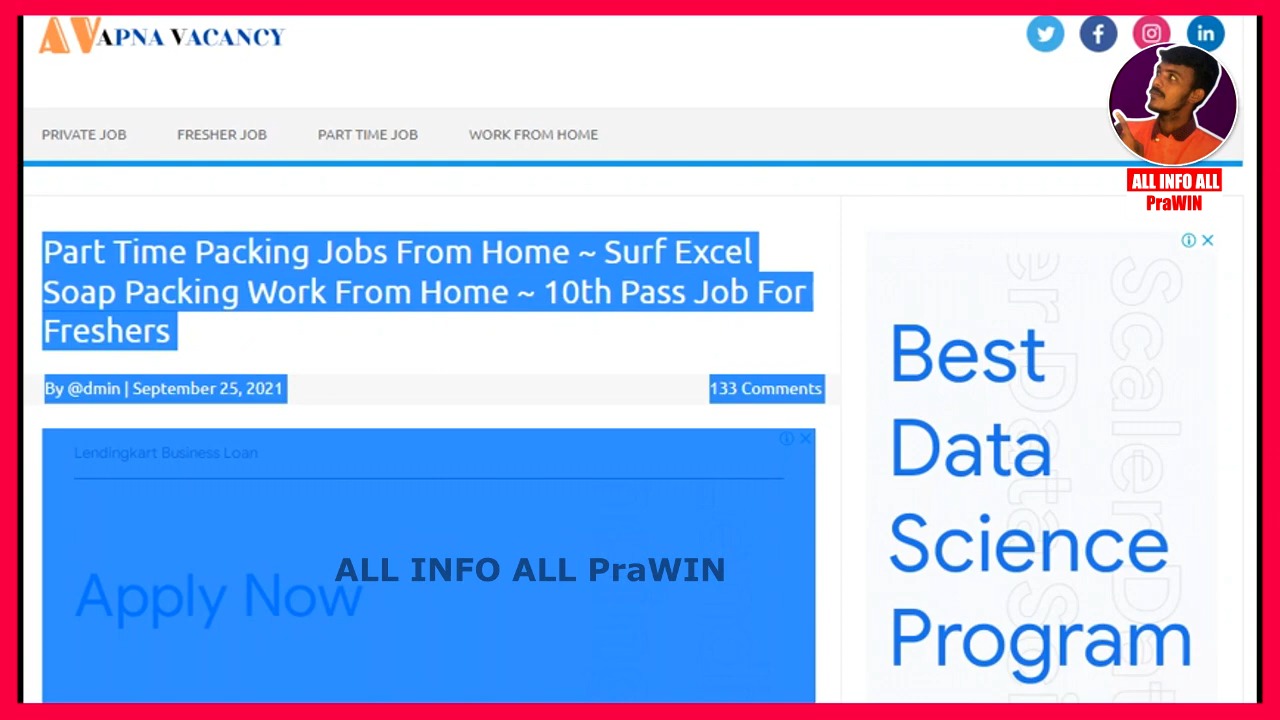 AV APNA VACANCY
PRIVATE JOB FRESHER JOB PART TIME JOB WORK FROM HOME
ALL INFO ALL
PraWIN
Part Time Packing Jobs From Home ~ Surf Excel
Soap Packing Work From Home ~ 10th Pass Job For
Freshers
By @dmin | September 25, 2021 133 Comments
Lendingkart Business Loan
Apply Now
ALL INFO ALL PraWIN
Best
Data
Science
Program